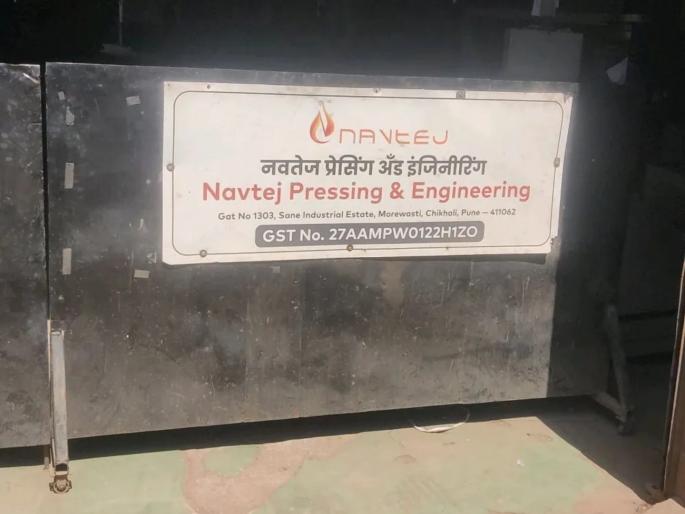 NAVTEJ
नवतेज प्रेसिंग अँड इंजिनीरिंग
Navtej Pressing & Engineering
Gat No 1303, Sane Industrial Estate, Morewasti, Chikhali, Pune – 411062
GST No. 27AAMPW0122H1ZO